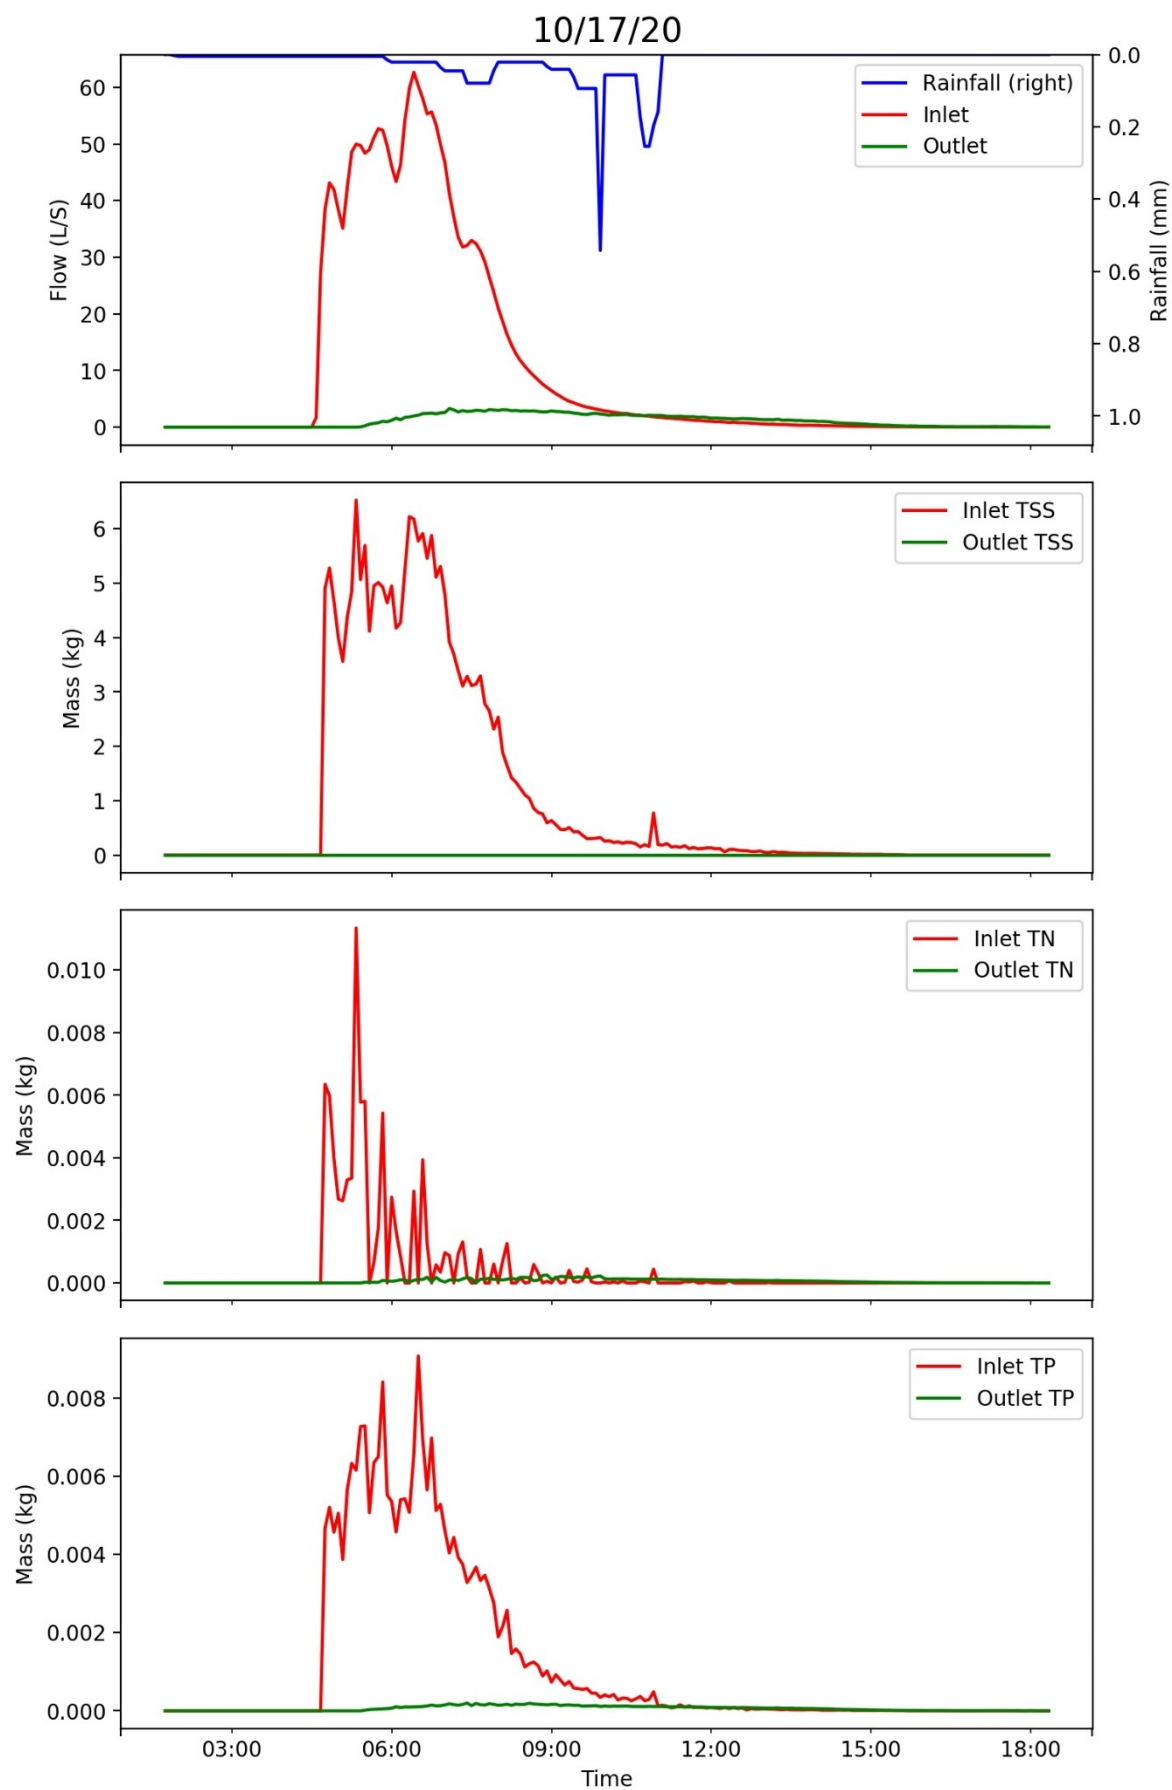 10/17/20
60
50
40
30
20
10
0
Flow (L/S)
0.0
0.2
0.4
0.6
0.8
1.0
Rainfall (mm)
Rainfall (right)
Inlet
Outlet
6
5
4
3
2
1
0
Mass (kg)
Inlet TSS
Outlet TSS
0.010
0.008
0.006
0.004
0.002
0.000
Mass (kg)
Inlet TN
Outlet TN
0.008
0.006
0.004
0.002
0.000
Mass (kg)
Inlet TP
Outlet TP
03:00 06:00 09:00 12:00 15:00 18:00
Time